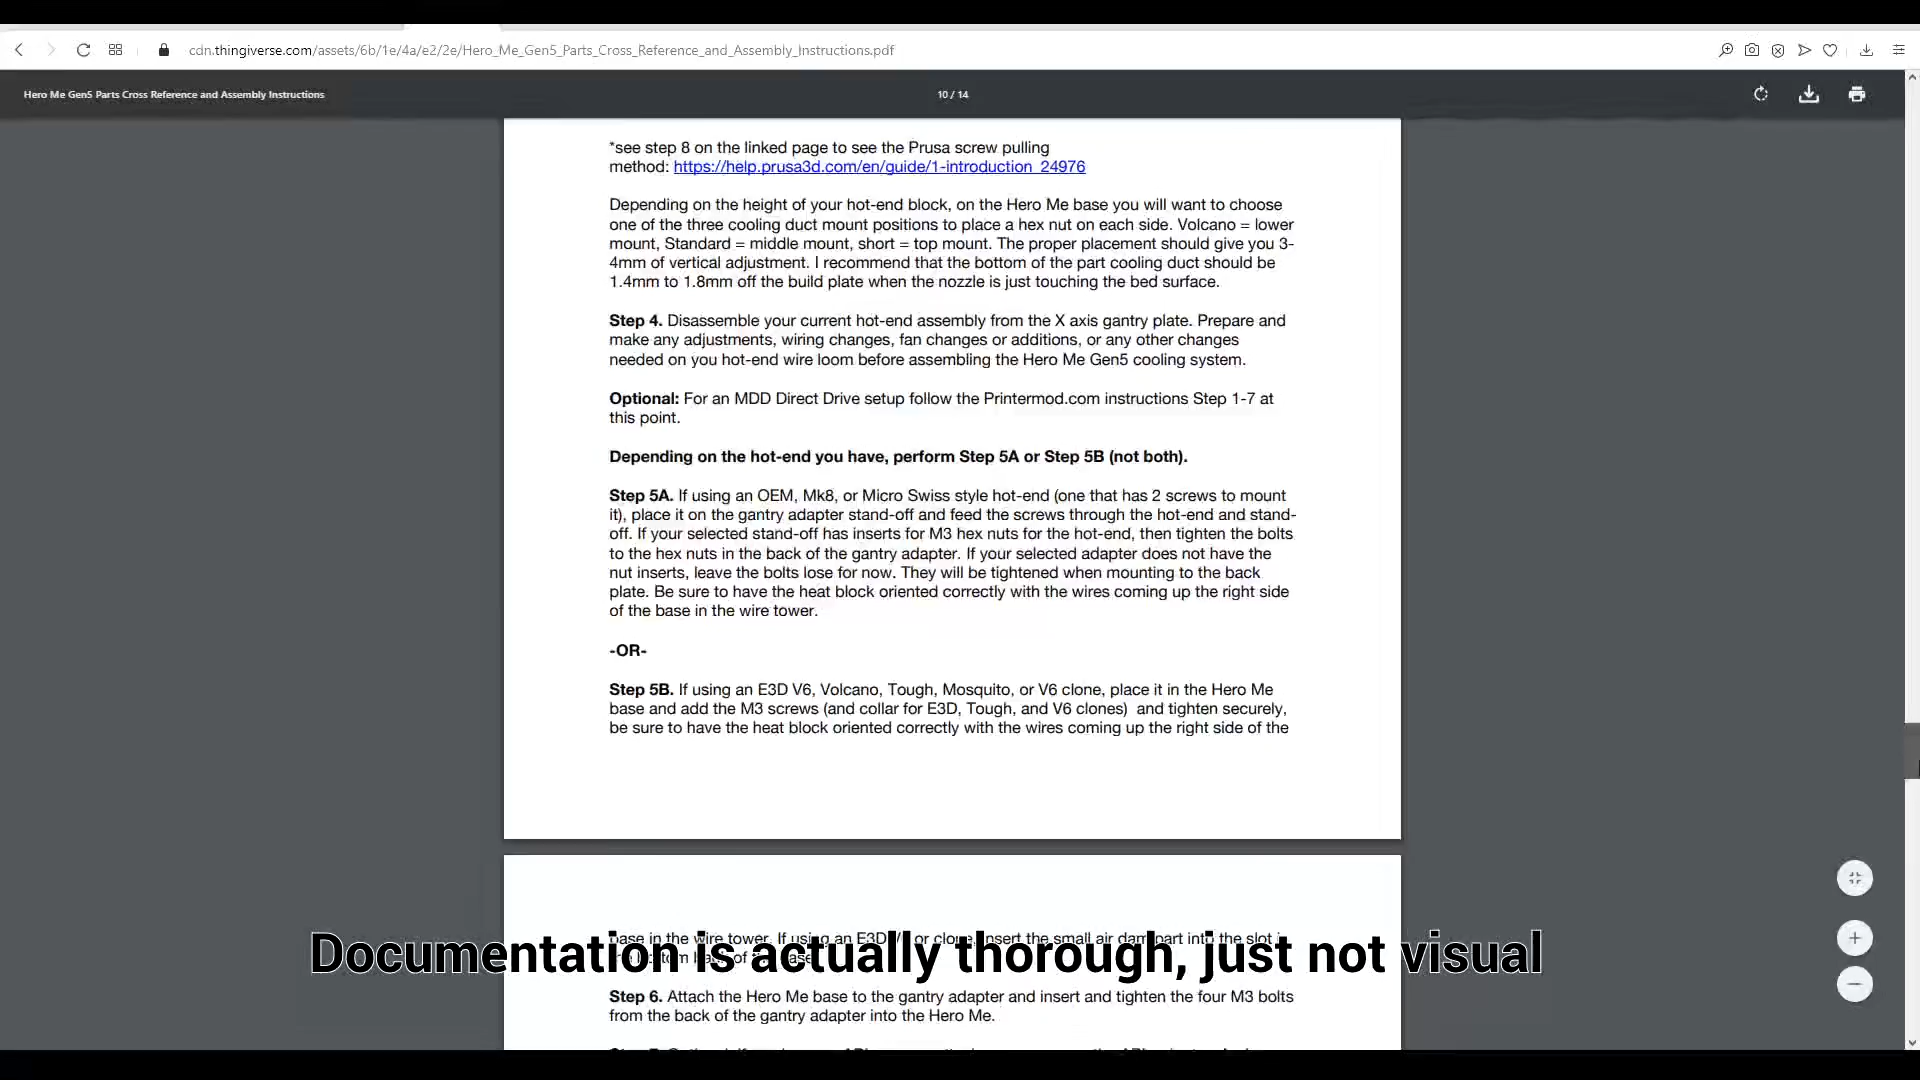 cdn.thingiverse.com/assets/6b/1e/4a/e2/2e/Hero_Me_Gen5_Parts_Cross_Reference_and_Assembly_Instructions.pdf
Hero Me Gen5 Parts Cross Reference and Assembly Instructions
10 / 14
*see step 8 on the linked page to see the Prusa screw pulling
method: https://help.prusa3d.com/en/guide/1-introduction_24976
Depending on the height of your hot-end block, on the Hero Me base you will want to choose
one of the three cooling duct mount positions to place a hex nut on each side. Volcano = lower
mount, Standard = middle mount, short = top mount. The proper placement should give you 3-
4mm of vertical adjustment. I recommend that the bottom of the part cooling duct should be
1.4mm to 1.8mm off the build plate when the nozzle is just touching the bed surface.
Step 4. Disassemble your current hot-end assembly from the X axis gantry plate. Prepare and
make any adjustments, wiring changes, fan changes or additions, or any other changes
needed on you hot-end wire loom before assembling the Hero Me Gen5 cooling system.
Optional: For an MDD Direct Drive setup follow the Printermod.com instructions Step 1-7 at
this point.
Depending on the hot-end you have, perform Step 5A or Step 5B (not both).
Step 5A. If using an OEM, Mk8, or Micro Swiss style hot-end (one that has 2 screws to mount
it), place it on the gantry adapter stand-off and feed the screws through the hot-end and stand-
off. If your selected stand-off has inserts for M3 hex nuts for the hot-end, then tighten the bolts
to the hex nuts in the back of the gantry adapter. If your selected adapter does not have the
nut inserts, leave the bolts lose for now. They will be tightened when mounting to the back
plate. Be sure to have the heat block oriented correctly with the wires coming up the right side
of the base in the wire tower.
-OR-
Step 5B. If using an E3D V6, Volcano, Tough, Mosquito, or V6 clone, place it in the Hero Me
base and add the M3 screws (and collar for E3D, Tough, and V6 clones)  and tighten securely,
be sure to have the heat block oriented correctly with the wires coming up the right side of the
base in the wire tower. If using an E3D or clone, insert the small air dam part into the slot
Documentation is actually thorough, just not visual
Step 6. Attach the Hero Me base to the gantry adapter and insert and tighten the four M3 bolts
from the back of the gantry adapter into the Hero Me.